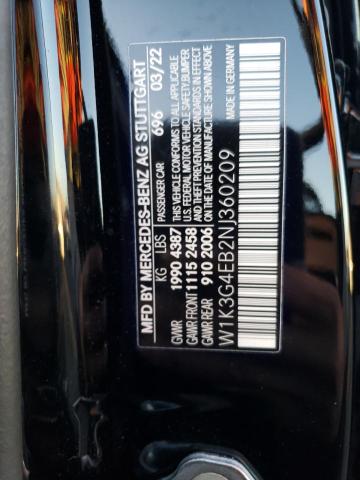 MFD BY MERCEDES-BENZ AG STUTTGART
PASSENGER CAR 696 03/22
KG LBS
GVWR 1990 4387
GAWR FRONT 1115 2458
GAWR REAR 910 2006
THIS VEHICLE CONFORMS TO ALL APPLICABLE
U.S. FEDERAL MOTOR VEHICLE SAFETY, BUMPER
AND THEFT PREVENTION STANDARDS IN EFFECT
ON THE DATE OF MANUFACTURE SHOWN ABOVE
W1K3G4EB2NJ360209
MADE IN GERMANY